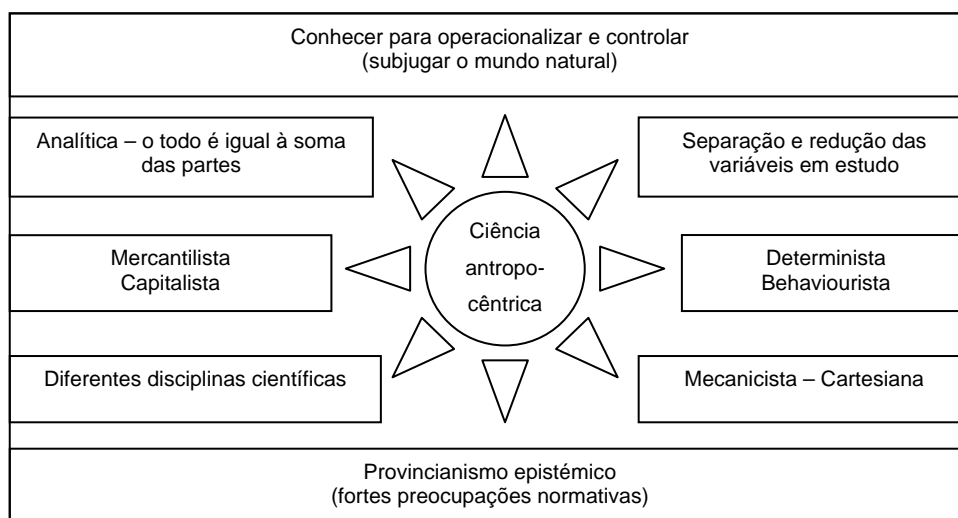 Conhecer para operacionalizar e controlar
(subjugar o mundo natural)
Analítica – o todo é igual à soma
das partes
Separação e redução das
variáveis em estudo
Mercantilista
Capitalista
Ciência
antropo-
cêntrica
Determinista
Behaviourista
Diferentes disciplinas científicas
Mecanicista – Cartesiana
Provincianismo epistémico
(fortes preocupações normativas)